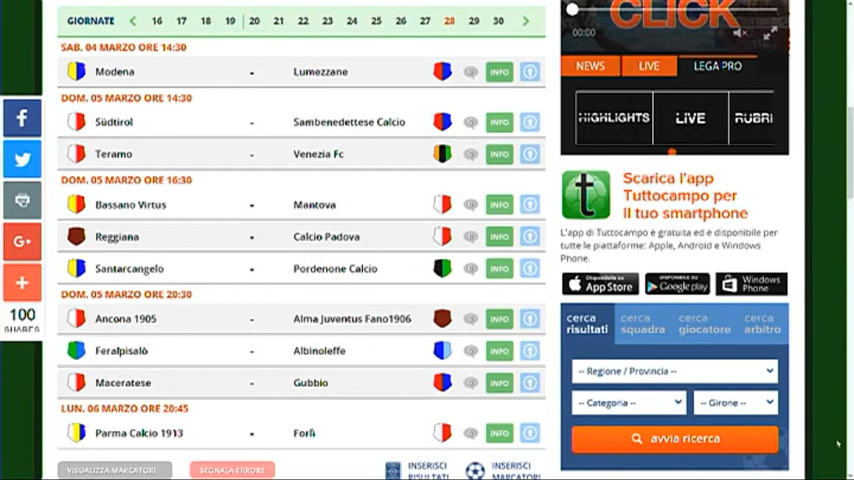 GIORNATE < 16 17 18 19 20 21 22 23 24 25 26 27 28 29 30 >
SAB. 04 MARZO ORE 14:30
Modena - Lumezzane INFO
DOM. 05 MARZO ORE 14:30
Südtirol - Sambenedettese Calcio INFO
Teramo - Venezia Fc INFO
DOM. 05 MARZO ORE 16:30
Bassano Virtus - Mantova INFO
Reggiana - Calcio Padova INFO
Santarcangelo - Pordenone Calcio INFO
DOM. 05 MARZO ORE 20:30
Ancona 1905 - Alma Juventus Fano1906 INFO
Feralpisalò - Albinoleffe INFO
Maceratese - Gubbio INFO
LUN. 06 MARZO ORE 20:45
Parma Calcio 1913 - Forlì INFO
VISUALIZZA MARCATORI SEGNALA ERRORE INSERISCI RISULTATI INSERISCI MARCATORI
f
G+
+
100
SHARES
CLICK
00:00
NEWS LIVE LEGA PRO
HIGHLIGHTS LIVE RUBRI
t
Scarica l'app
Tuttocampo per
il tuo smartphone
L'app di Tuttocampo è gratuita ed è disponibile per
tutte le piattaforme: Apple, Android e Windows
Phone.
Disponibile su App Store
DISPONIBILE SU Google play
Windows Phone
cerca risultati
cerca squadra
cerca giocatore
cerca arbitro
-- Regione / Provincia --
-- Categoria -- -- Girone --
avvia ricerca